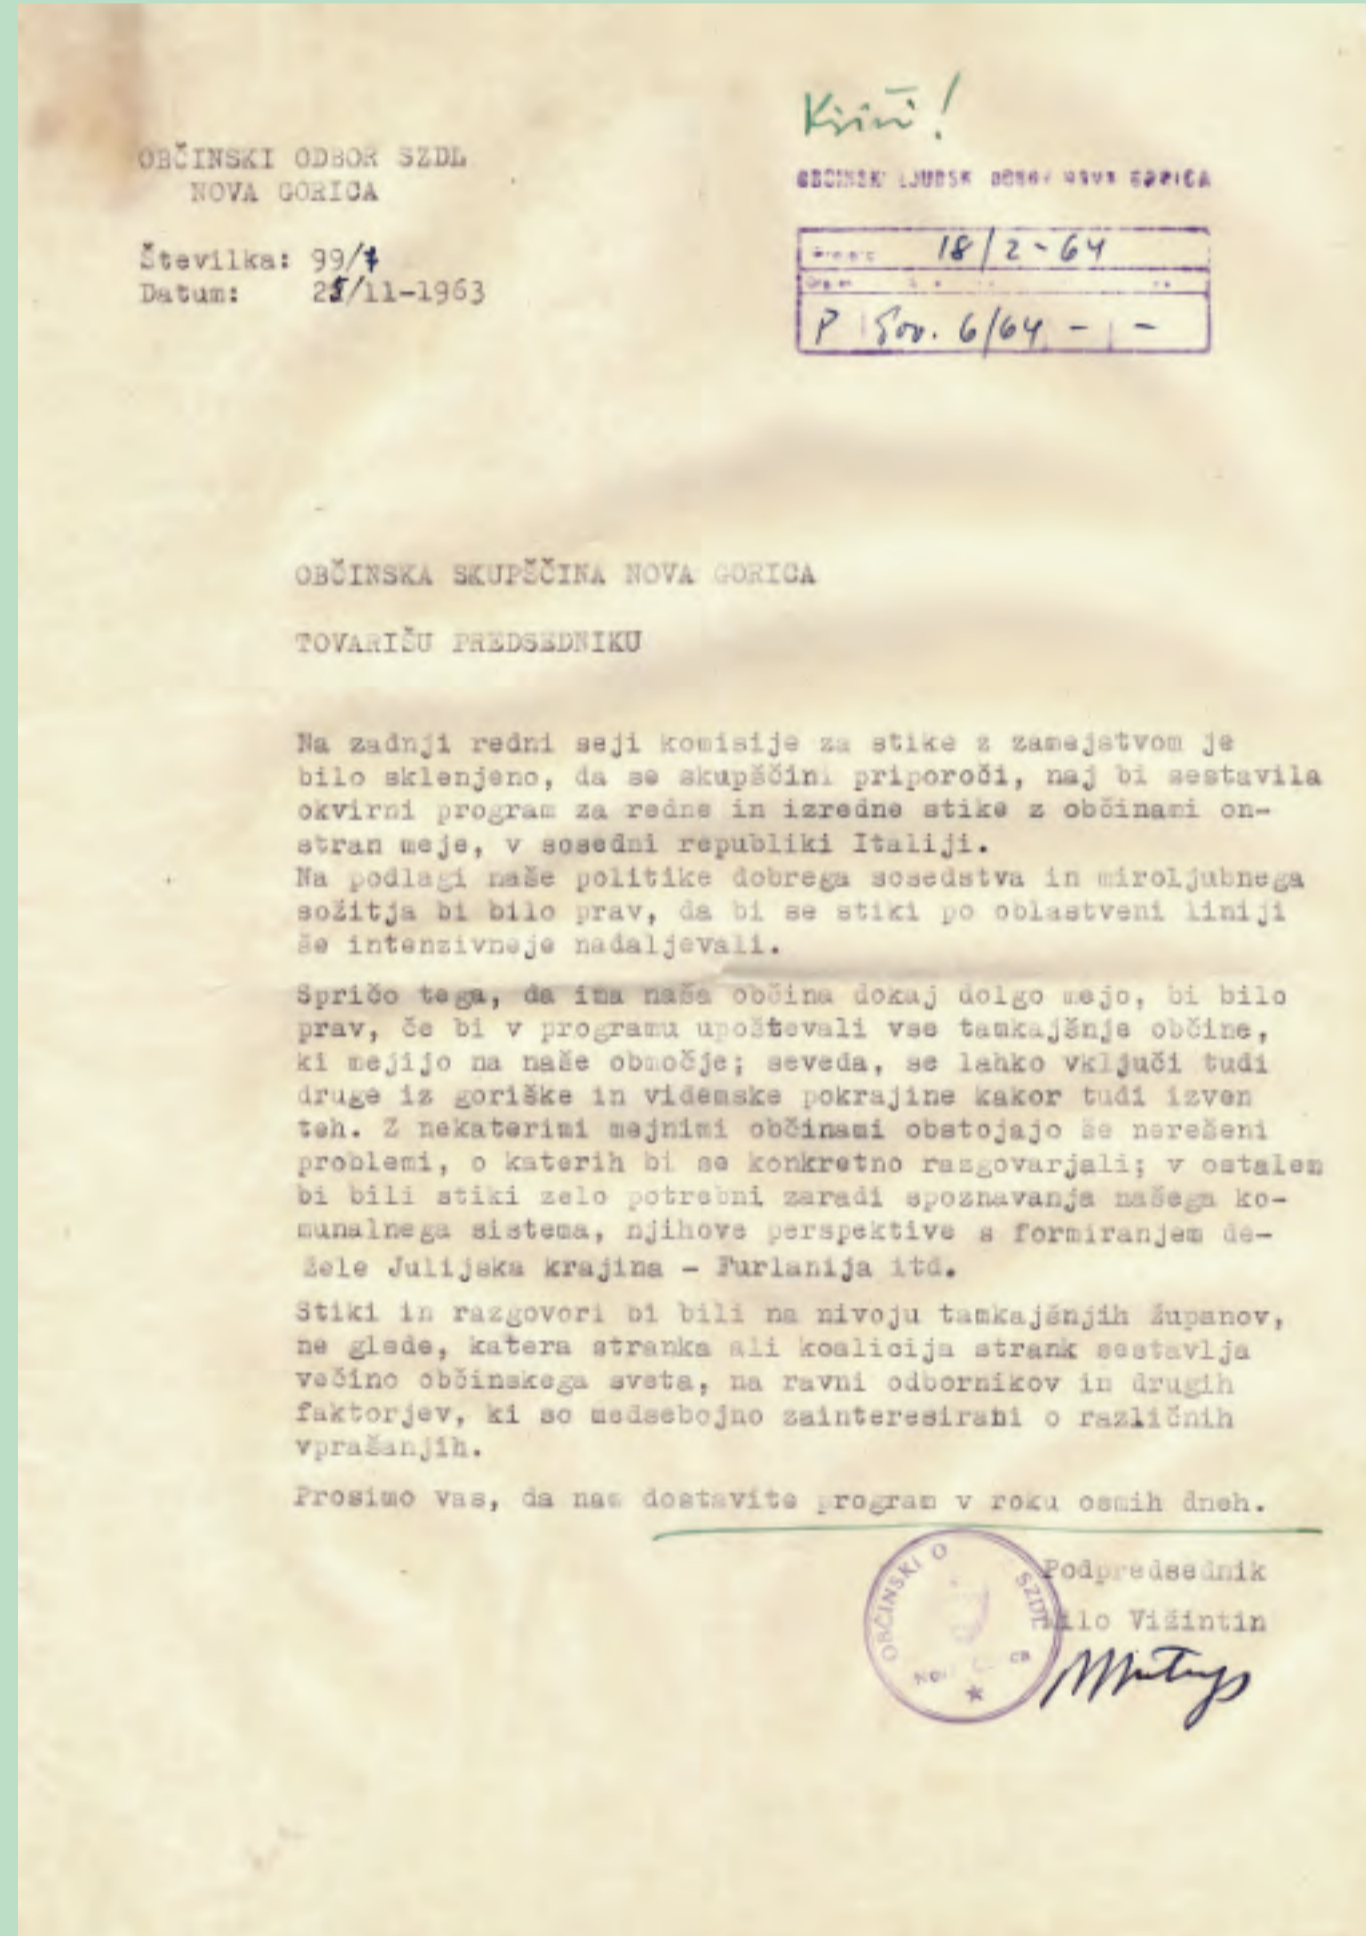 OBČINSKI ODBOR SZDL
NOVA GORICA
Številka: 99/
Datum: 25/11-1963
OBČINSK LJUDSK ODBOR NOVA GORICA
18/2-64
P 6/64 - -
OBČINSKA SKUPŠČINA NOVA GORICA
TOVARIŠU PREDSEDNIKU
Na zadnji redni seji komisije za stike z zamejstvom je
bilo sklenjeno, da se skupščini priporoči, naj bi sestavila
okvirni program za redne in izredne stike z občinami on-
stran meje, v sosedni republiki Italiji.
Na podlagi naše politike dobrega sosedstva in miroljubnega
sožitja bi bilo prav, da bi se stiki po oblastveni liniji
še intenzivneje nadaljevali.
Spričo tega, da ima naša občina dokaj dolgo mejo, bi bilo
prav, če bi v programu upoštevali vse tamkajšnje občine,
ki mejijo na naše območje; seveda, se lahko vključi tudi
druge iz goriške in videmske pokrajine kakor tudi izven
teh. Z nekaterimi mejnimi občinami obstojajo še nerešeni
problemi, o katerih bi se konkretno razgovarjali; v ostalem
bi bili stiki zelo potrebni zaradi spoznavanja našega ko-
munalnega sistema, njihove perspektive s formiranjem de-
žele Julijska krajina - Furlanija itd.
Stiki in razgovori bi bili na nivoju tamkajšnjih županov,
ne glede, katera stranka ali koalicija strank sestavlja
večino občinskega sveta, na ravni odbornikov in drugih
faktorjev, ki so medsebojno zainteresirani o različnih
vprašanjih.
Prosimo vas, da nam dostavite program v roku osmih dneh.
Podpredsednik
Milo Vižintin
OBČINSKI O SZDL